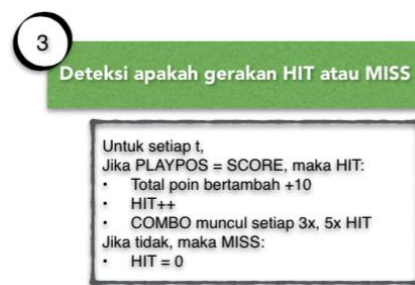 3
Deteksi apakah gerakan HIT atau MISS
Untuk setiap t,
Jika PLAYPOS = SCORE, maka HIT:
• Total poin bertambah +10
• HIT++
• COMBO muncul setiap 3x, 5x HIT
Jika tidak, maka MISS:
• HIT = 0